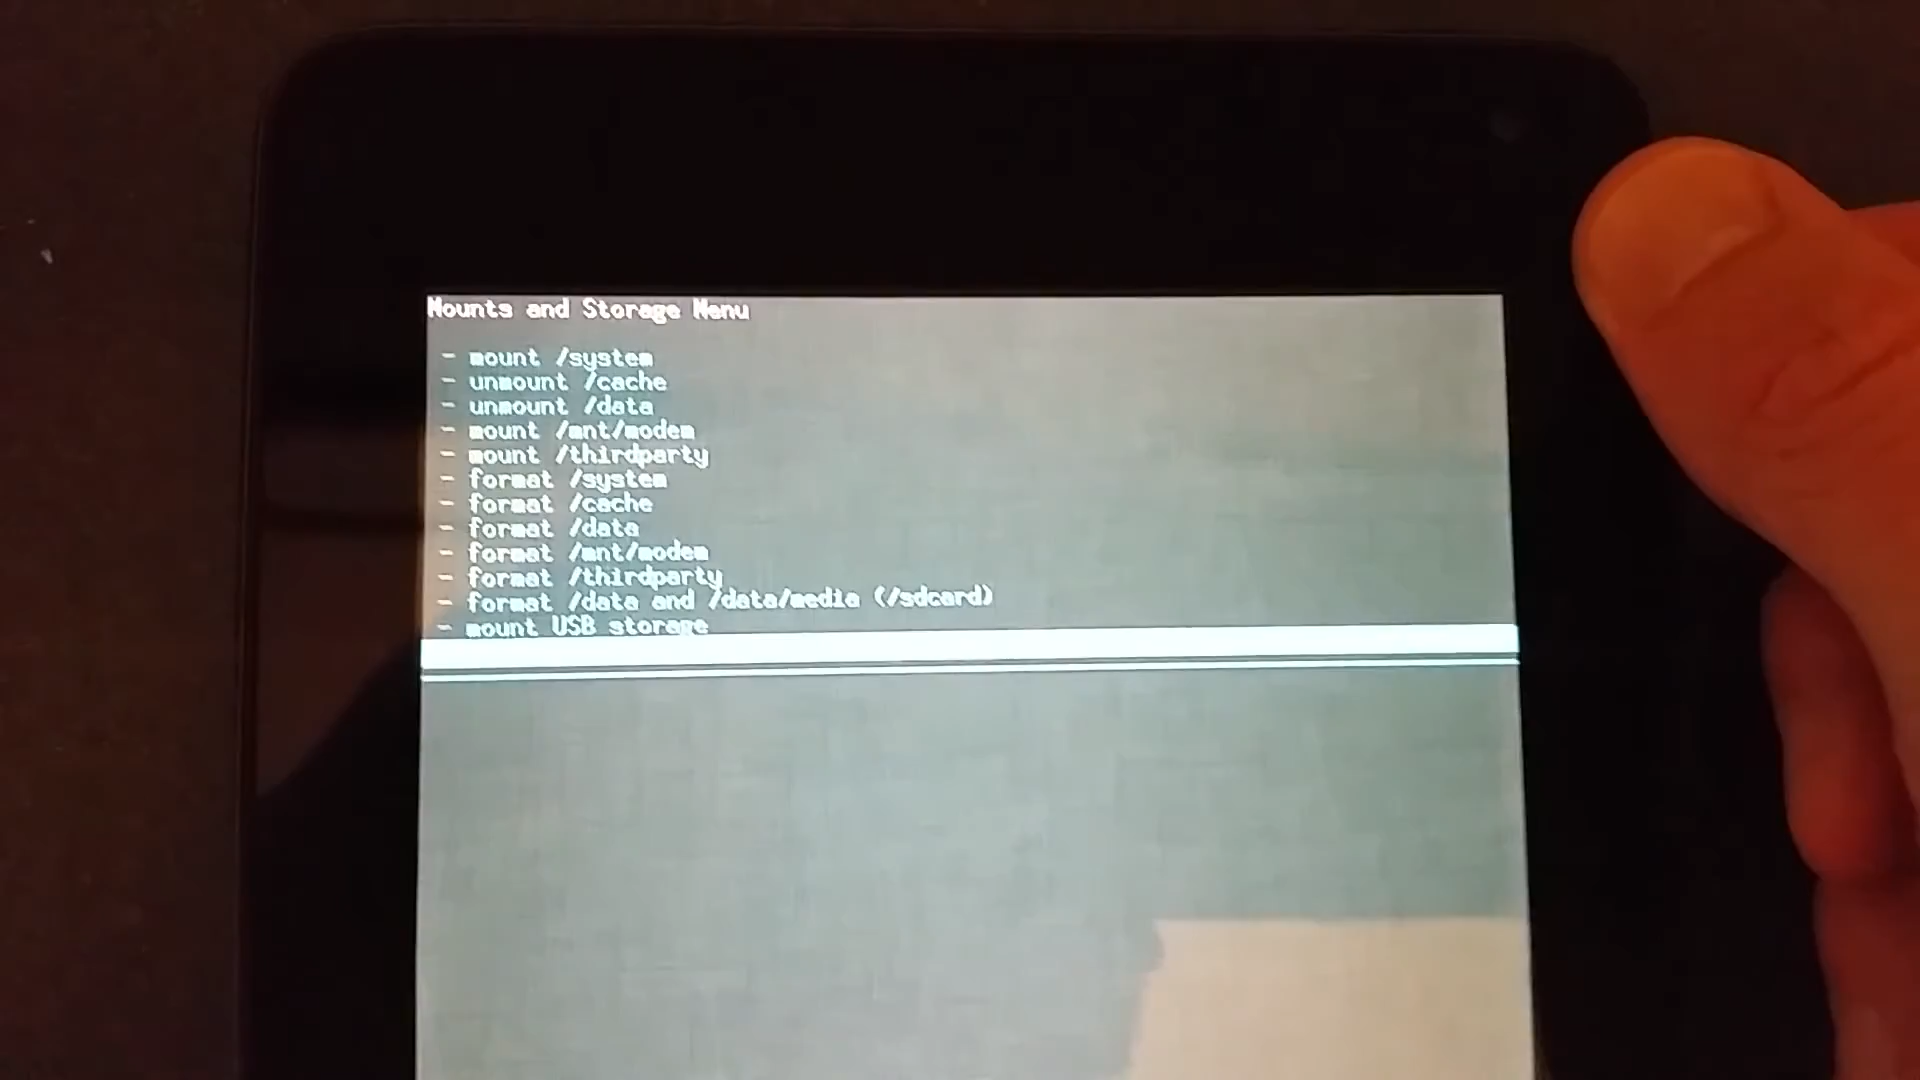 Mounts and Storage Menu
- mount /system
- unmount /cache
- unmount /data
- mount /mnt/modem
- mount /thirdparty
- format /system
- format /cache
- format /data
- format /mnt/modem
- format /thirdparty
- format /data and /data/media (/sdcard)
- mount USB storage